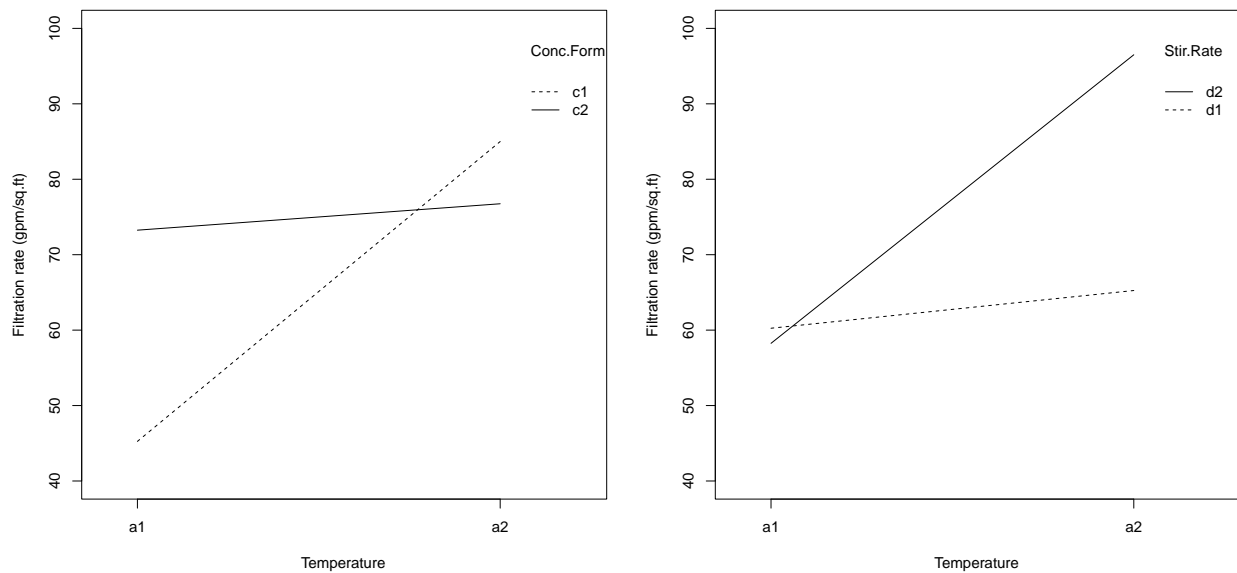 Conc.Form
c1
c2
100
90
80
70
60
50
40
Filtration rate (gpm/sq.ft)
a1
a2
Temperature
Stir.Rate
d2
d1
100
90
80
70
60
50
40
Filtration rate (gpm/sq.ft)
a1
a2
Temperature